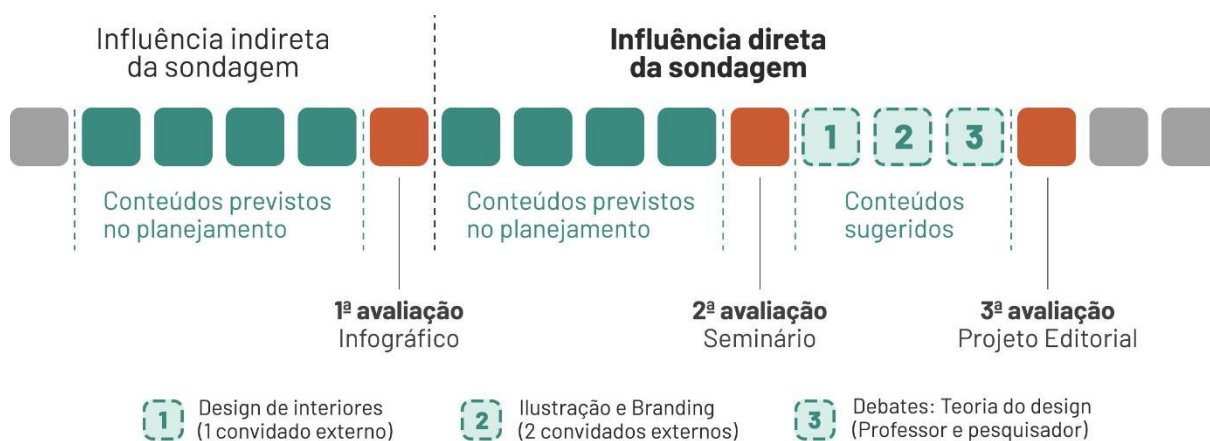 Influência indireta
da sondagem
Influência direta
da sondagem
1
2
3
Conteúdos previstos
no planejamento
Conteúdos previstos
no planejamento
Conteúdos
sugeridos
1ª avaliação
Infográfico
2ª avaliação
Seminário
3ª avaliação
Projeto Editorial
1
Design de interiores
(1 convidado externo)
2
Ilustração e Branding
(2 convidados externos)
3
Debates: Teoria do design
(Professor e pesquisador)